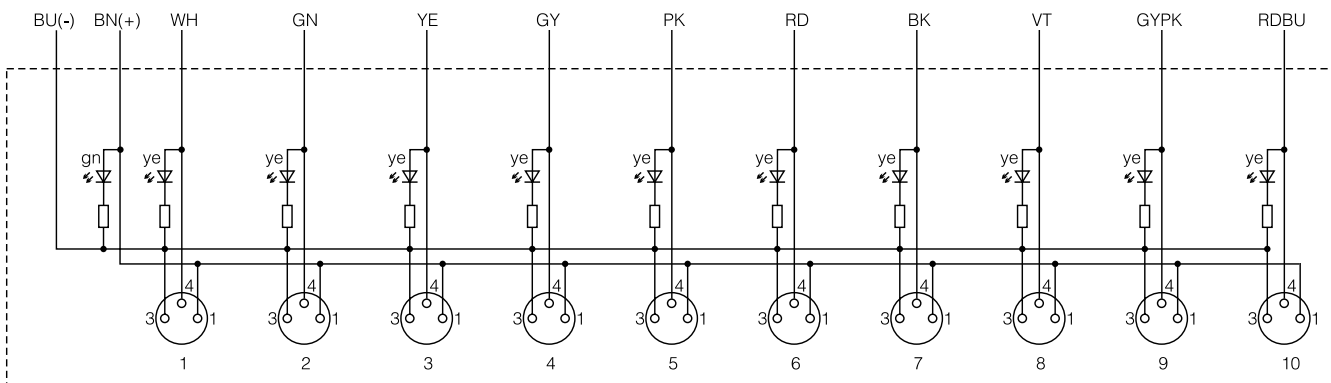 BU(-) BN(+) WH GN YE GY PK RD BK VT GYPK RDBU
gn ye ye ye ye ye ye ye ye ye ye
4 4 4 4 4 4 4 4 4 4
3 1 3 1 3 1 3 1 3 1 3 1 3 1 3 1 3 1 3 1
1 2 3 4 5 6 7 8 9 10